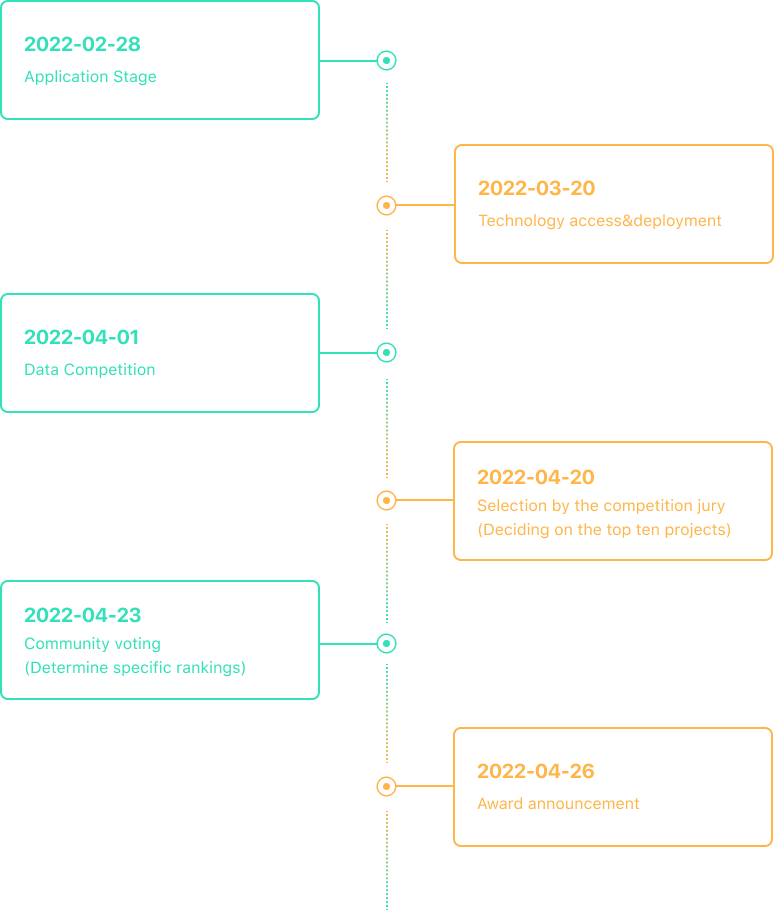 2022-02-28
Application Stage
2022-03-20
Technology access&deployment
2022-04-01
Data Competition
2022-04-20
Selection by the competition jury
(Deciding on the top ten projects)
2022-04-23
Community voting
(Determine specific rankings)
2022-04-26
Award announcement